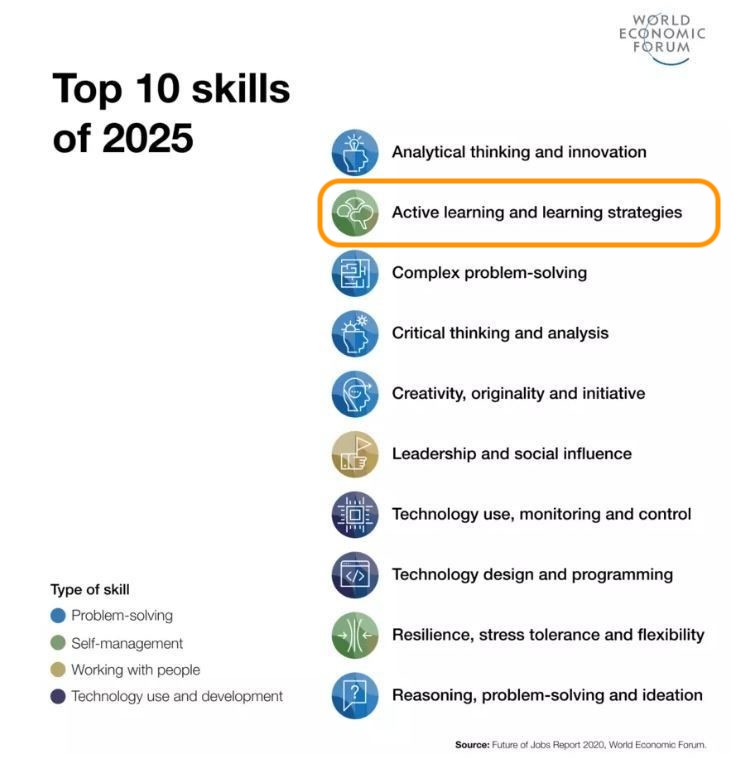 WORLD
ECONOMIC
FORUM
Top 10 skills
of 2025
Analytical thinking and innovation
Active learning and learning strategies
Complex problem-solving
Critical thinking and analysis
Creativity, originality and initiative
Leadership and social influence
Technology use, monitoring and control
Technology design and programming
Resilience, stress tolerance and flexibility
Reasoning, problem-solving and ideation
Type of skill
Problem-solving
Self-management
Working with people
Technology use and development
Source: Future of Jobs Report 2020, World Economic Forum.